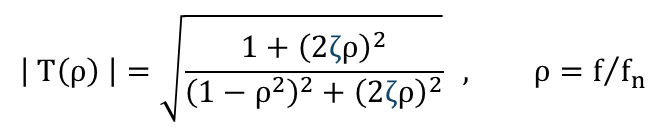 | T(ρ) | = √((1 + (2ζρ)²) / ((1 − ρ²)² + (2ζρ)²)) , ρ = f/fₙ